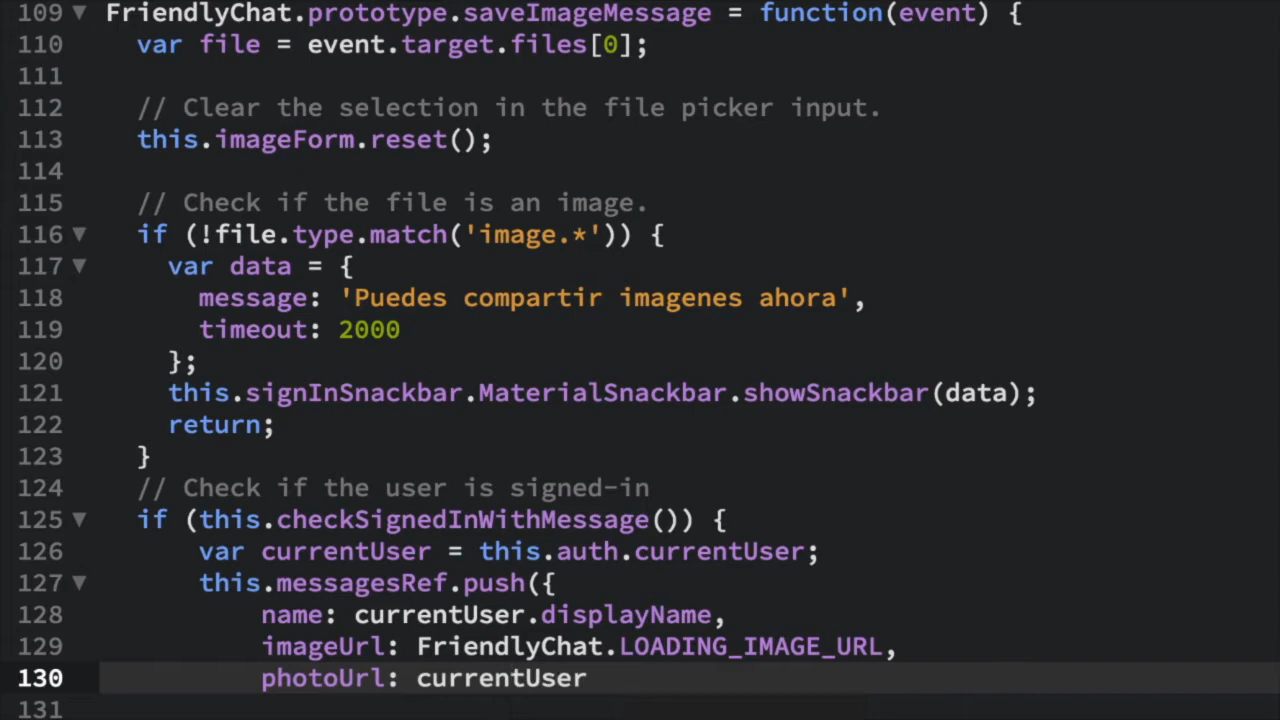 109 ▼ FriendlyChat.prototype.saveImageMessage = function(event) {
110     var file = event.target.files[0];
111
112     // Clear the selection in the file picker input.
113     this.imageForm.reset();
114
115     // Check if the file is an image.
116 ▼   if (!file.type.match('image.*')) {
117 ▼     var data = {
118         message: 'Puedes compartir imagenes ahora',
119         timeout: 2000
120       };
121       this.signInSnackbar.MaterialSnackbar.showSnackbar(data);
122       return;
123     }
124     // Check if the user is signed-in
125 ▼   if (this.checkSignedInWithMessage()) {
126         var currentUser = this.auth.currentUser;
127 ▼       this.messagesRef.push({
128             name: currentUser.displayName,
129             imageUrl: FriendlyChat.LOADING_IMAGE_URL,
130             photoUrl: currentUser
131